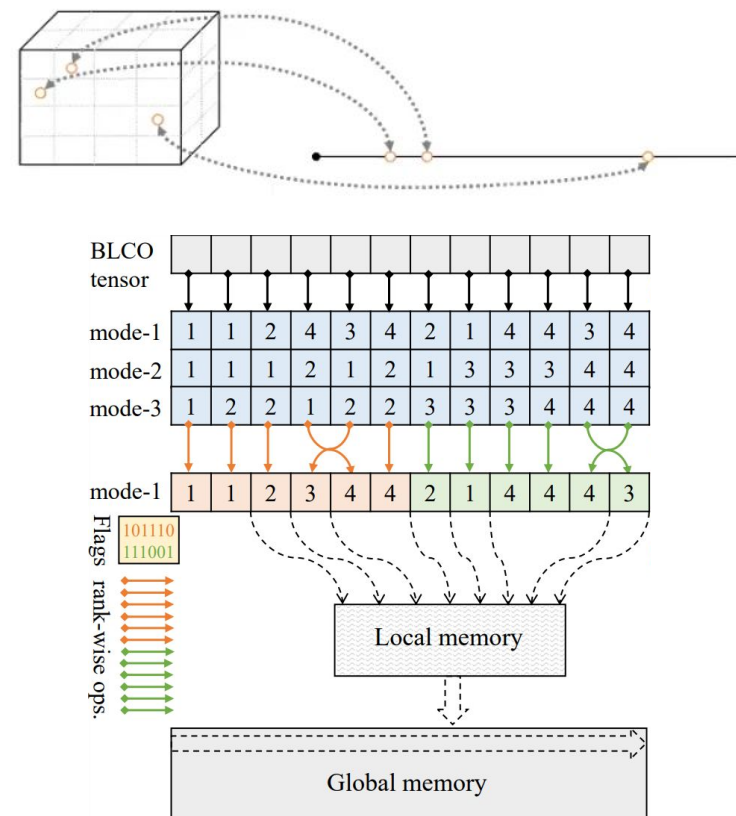 BLCO
tensor
mode-1 1 1 2 4 3 4 2 1 4 4 3 4
mode-2 1 1 1 2 1 2 1 3 3 3 4 4
mode-3 1 2 2 1 2 2 3 3 3 4 4 4
mode-1 1 1 2 3 4 4 2 1 4 4 4 3
Flags
101110
111001
rank-wise ops.
Local memory
Global memory